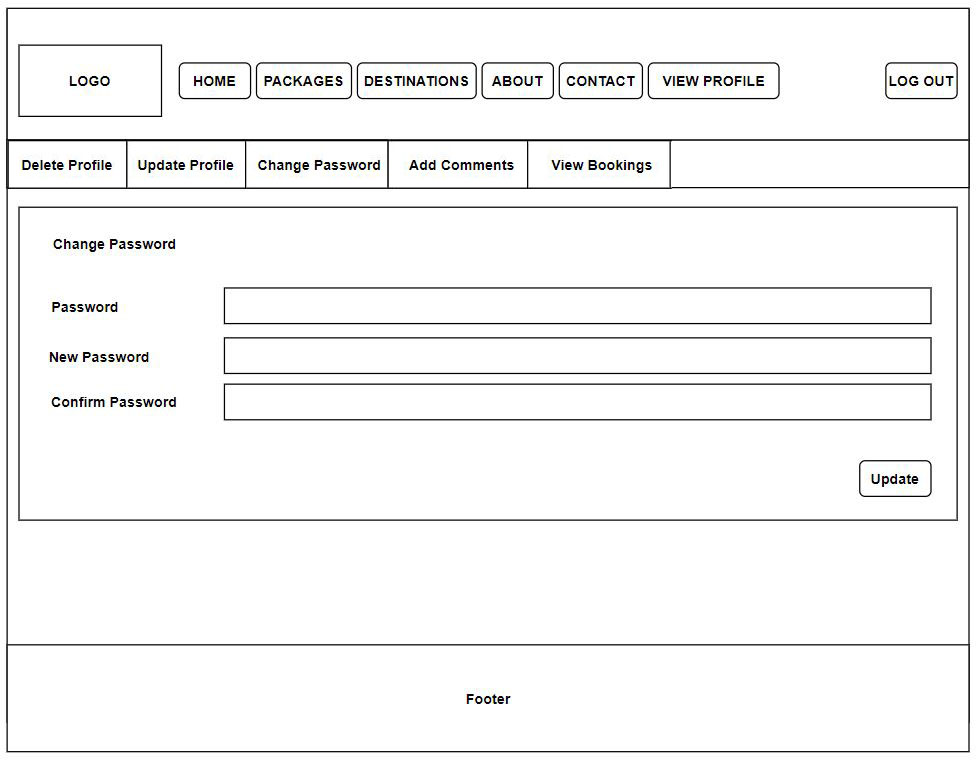 LOGO HOME PACKAGES DESTINATIONS ABOUT CONTACT VIEW PROFILE LOG OUT
Delete Profile Update Profile Change Password Add Comments View Bookings
Change Password
Password
New Password
Confirm Password
Update
Footer